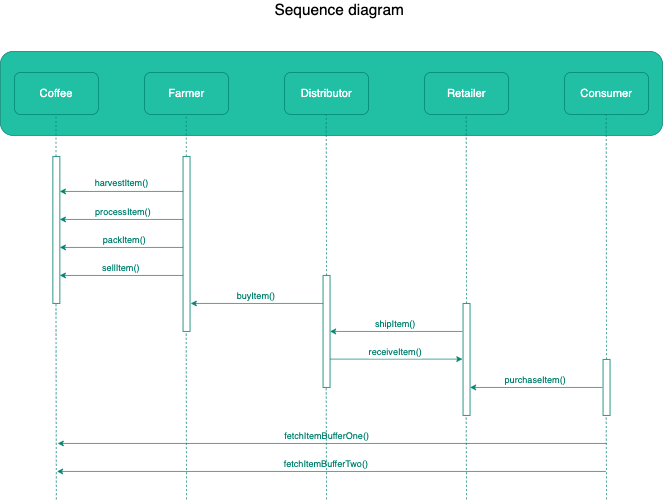 Sequence diagram
Coffee
Farmer
Distributor
Retailer
Consumer
harvestItem()
processItem()
packItem()
sellItem()
buyItem()
shipItem()
receiveItem()
purchaseItem()
fetchItemBufferOne()
fetchItemBufferTwo()